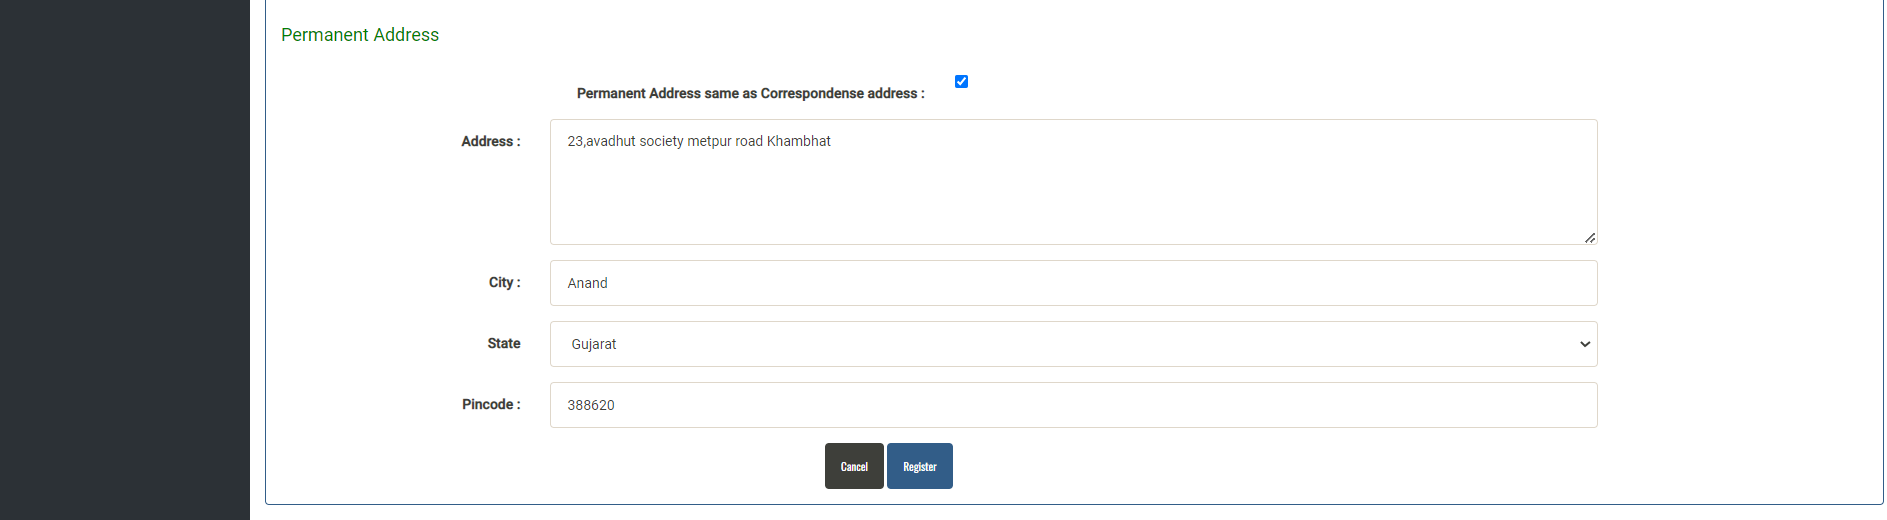 Permanent Address
Permanent Address same as Correspondense address :
Address :
23,avadhut society metpur road Khambhat
City :
Anand
State
Gujarat
Pincode :
388620
Cancel
Register